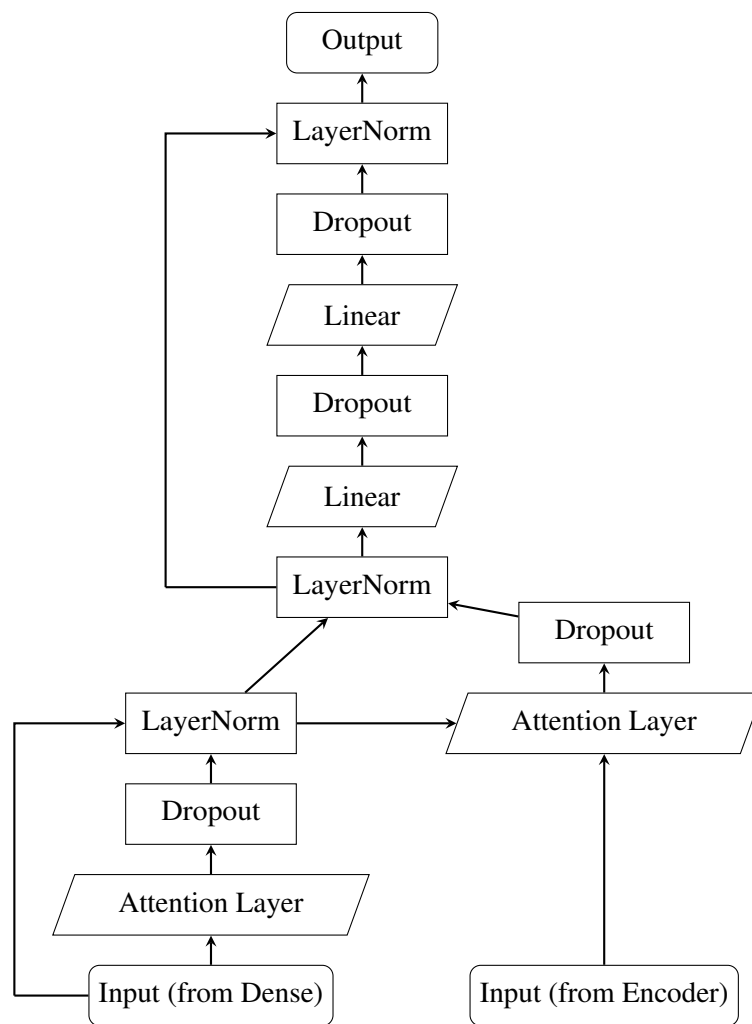 Output
LayerNorm
Dropout
Linear
Dropout
Linear
LayerNorm
Dropout
LayerNorm
Attention Layer
Dropout
Attention Layer
Input (from Dense)
Input (from Encoder)